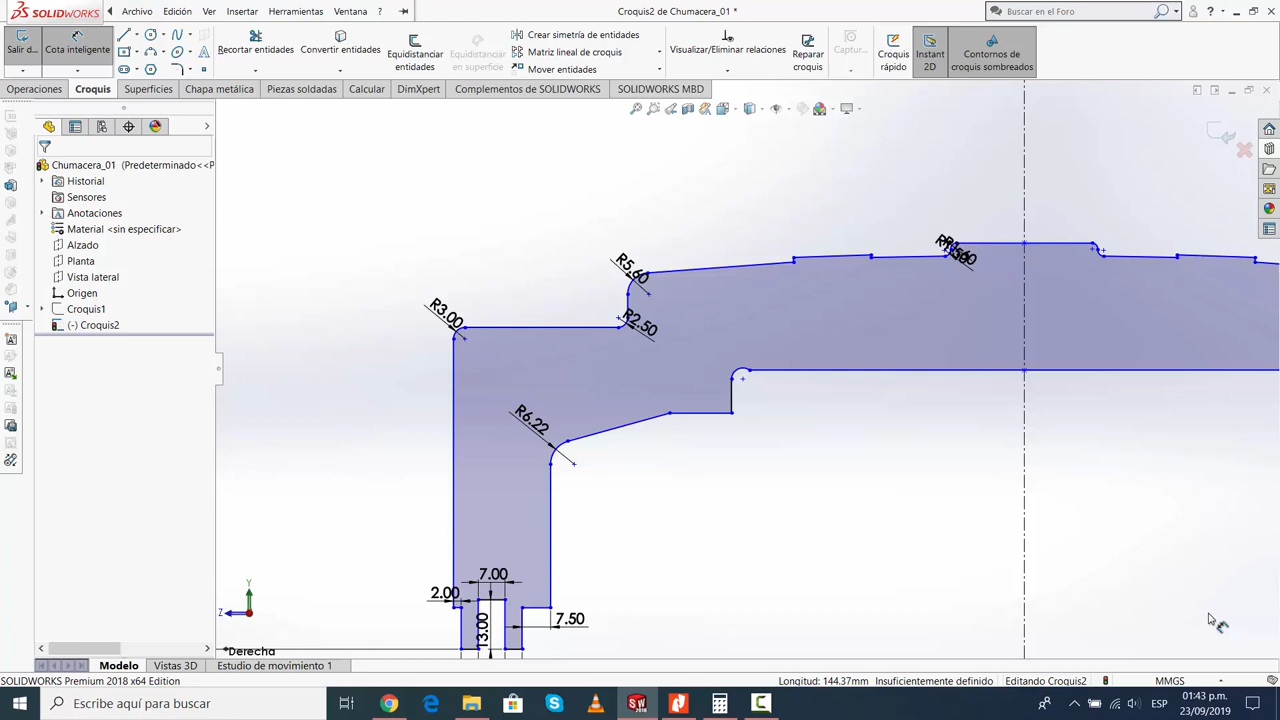 SOLIDWORKS
Archivo Edición Ver Insertar Herramientas Ventana ?
Croquis2 de Chumacera_01 *
Buscar en el Foro
Salir d...
Cota inteligente
Recortar entidades
Convertir entidades
Equidistanciar entidades
Equidistanciar en superficie
Crear simetría de entidades
Matriz lineal de croquis
Mover entidades
Visualizar/Eliminar relaciones
Reparar croquis
Captur...
Croquis rápido
Instant 2D
Contornos de croquis sombreados
Operaciones Croquis Superficies Chapa metálica Piezas soldadas Calcular DimXpert Complementos de SOLIDWORKS SOLIDWORKS MBD
Chumacera_01 (Predeterminado<<P
Historial
Sensores
Anotaciones
Material <sin especificar>
Alzado
Planta
Vista lateral
Origen
Croquis1
(-) Croquis2
R5.60
R3.00
R2.50
R6.22
7.00
2.00
13.00
7.50
Y
Z
*Derecha
Modelo Vistas 3D Estudio de movimiento 1
SOLIDWORKS Premium 2018 x64 Edition
Longitud: 144.37mm Insuficientemente definido Editando Croquis2 MMGS
Escribe aquí para buscar
ESP
01:43 p.m.
23/09/2019